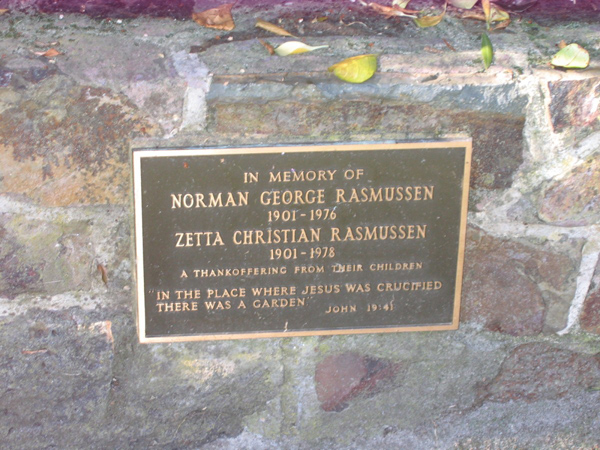 IN MEMORY OF
NORMAN GEORGE RASMUSSEN
1901-1976
ZETTA CHRISTIAN RASMUSSEN
1901-1978
A THANKOFFERING FROM THEIR CHILDREN
"IN THE PLACE WHERE JESUS WAS CRUCIFIED
THERE WAS A GARDEN" JOHN 19:41